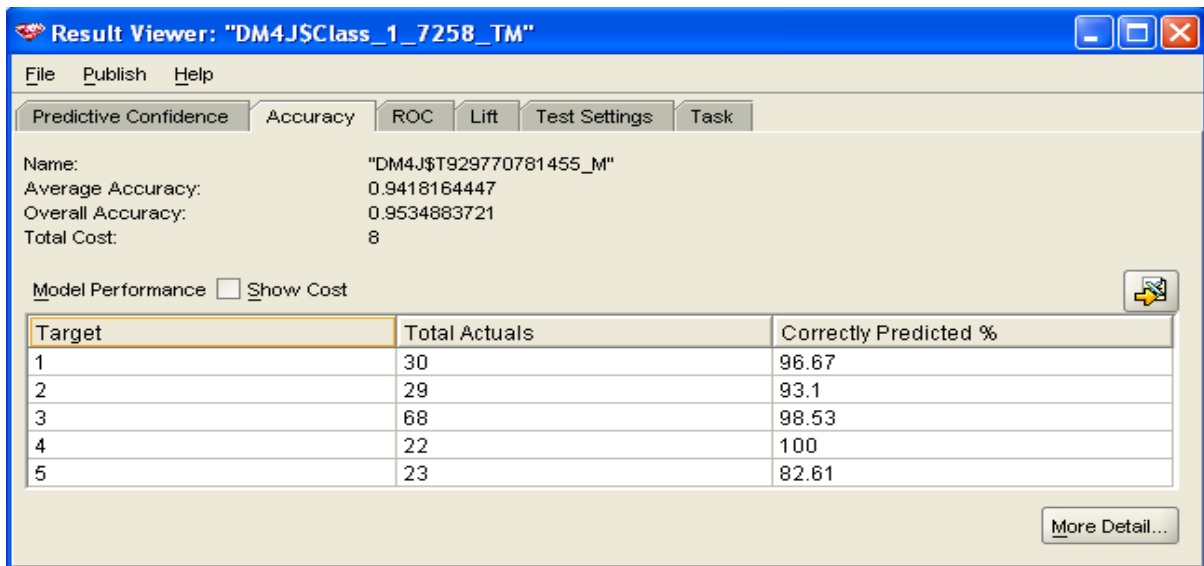 Result Viewer: "DM4J$Class_1_7258_TM"
File Publish Help
Predictive Confidence Accuracy ROC Lift Test Settings Task
Name: "DM4J$T929770781455_M"
Average Accuracy: 0.9418164447
Overall Accuracy: 0.9534883721
Total Cost: 8
Model Performance Show Cost
Target Total Actuals Correctly Predicted %
1 30 96.67
2 29 93.1
3 68 98.53
4 22 100
5 23 82.61
More Detail...